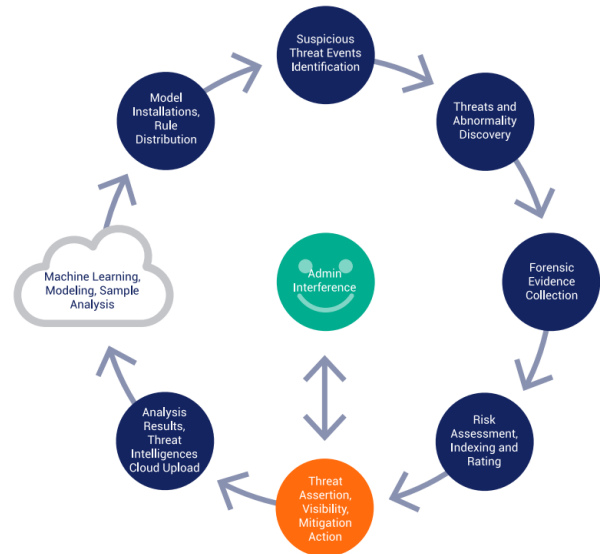 Suspicious
Threat Events
Identification
Threats and
Abnormality
Discovery
Forensic
Evidence
Collection
Risk
Assessment,
Indexing and
Rating
Threat
Assertion,
Visibility,
Mitigation
Action
Analysis
Results,
Threat
Intelligences
Cloud Upload
Machine Learning,
Modeling, Sample
Analysis
Model
Installations,
Rule
Distribution
Admin
Interference